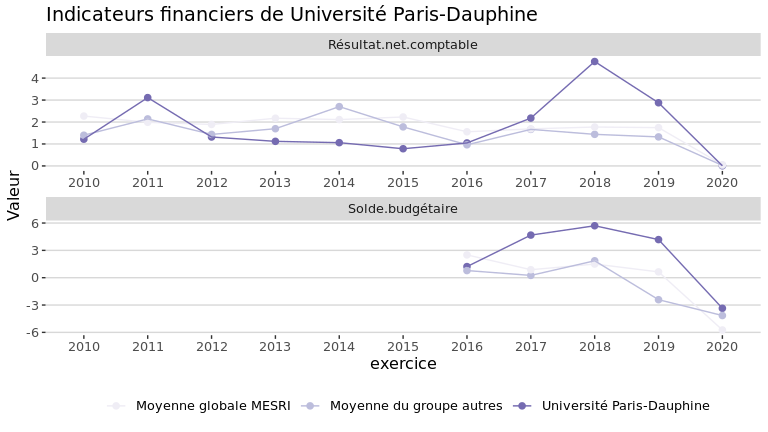 Indicateurs financiers de Université Paris-Dauphine
Résultat.net.comptable
4
3
2
1
0
2010 2011 2012 2013 2014 2015 2016 2017 2018 2019 2020
Valeur
Solde.budgétaire
6
3
0
-3
-6
2010 2011 2012 2013 2014 2015 2016 2017 2018 2019 2020
exercice
Moyenne globale MESRI Moyenne du groupe autres Université Paris-Dauphine